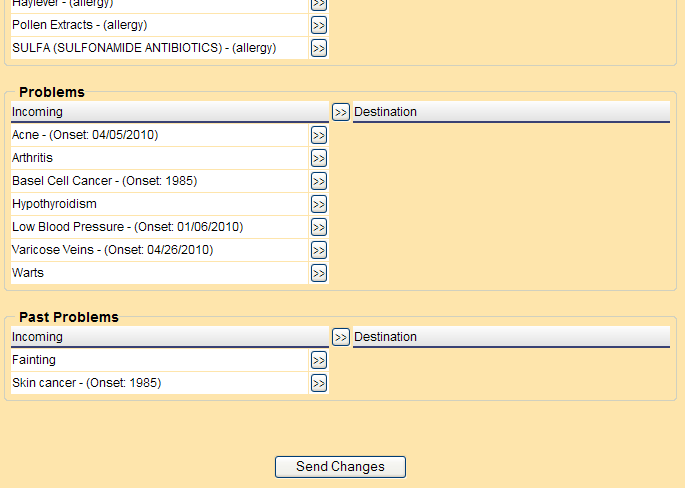 Hayfever - (allergy) >>
Pollen Extracts - (allergy) >>
SULFA (SULFONAMIDE ANTIBIOTICS) - (allergy) >>
Problems
Incoming >> Destination
Acne - (Onset: 04/05/2010) >>
Arthritis >>
Basel Cell Cancer - (Onset: 1985) >>
Hypothyroidism >>
Low Blood Pressure - (Onset: 01/06/2010) >>
Varicose Veins - (Onset: 04/26/2010) >>
Warts >>
Past Problems
Incoming >> Destination
Fainting >>
Skin cancer - (Onset: 1985) >>
Send Changes